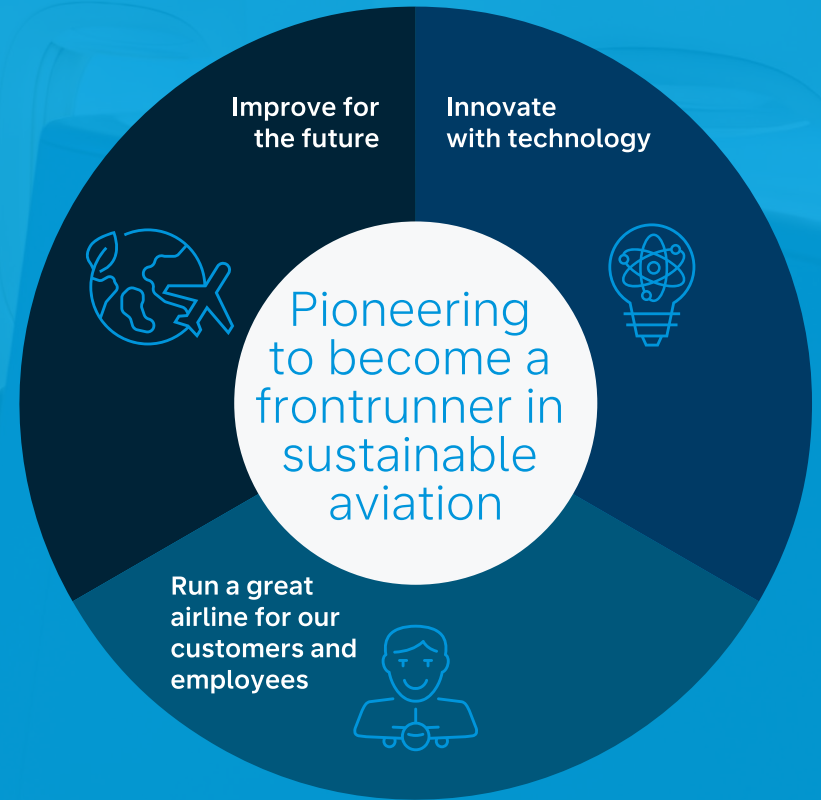 Improve for
the future
Innovate
with technology
Pioneering
to become a
frontrunner in
sustainable
aviation
Run a great
airline for our
customers and
employees